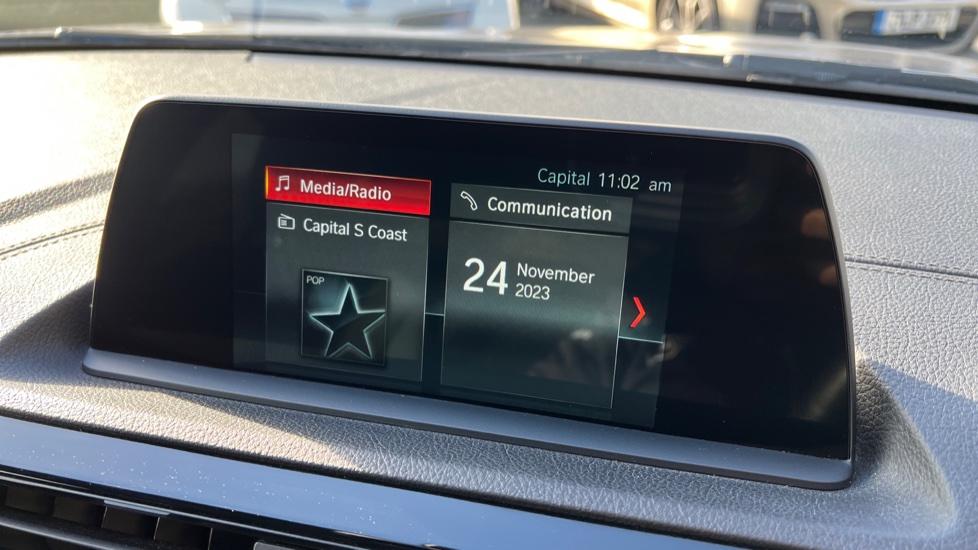 Capital 11:02 am
Media/Radio
Capital S Coast
POP
Communication
24 November
2023